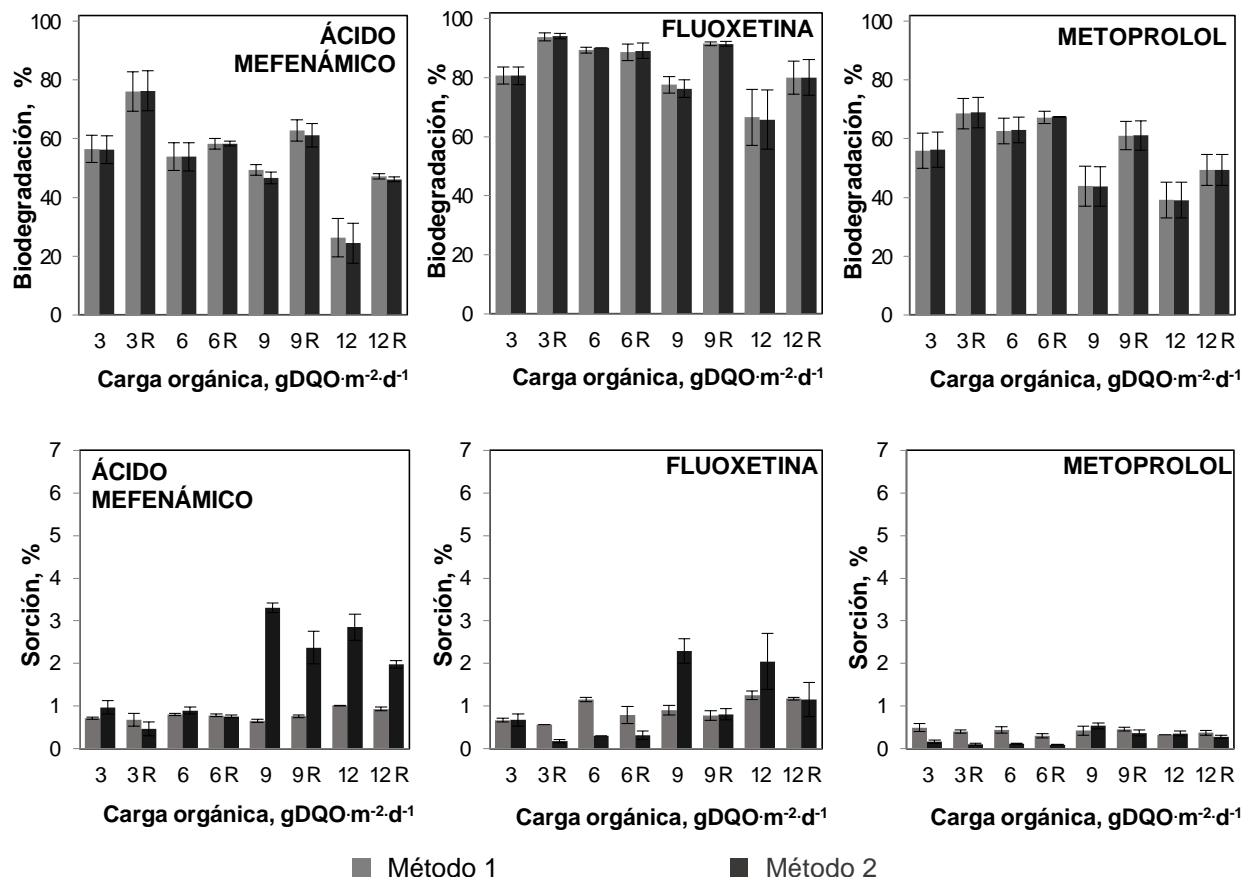 ÁCIDO
MEFENÁMICO
Biodegradación, %
100
80
60
40
20
0
3 3R 6 6R 9 9R 12 12R
Carga orgánica, gDQO·m-2·d-1
FLUOXETINA
Biodegradación, %
100
80
60
40
20
0
3 3R 6 6R 9 9R 12 12R
Carga orgánica, gDQO·m-2·d-1
METOPROLOL
Biodegradación, %
100
80
60
40
20
0
3 3R 6 6R 9 9R 12 12R
Carga orgánica, gDQO·m-2·d-1
ÁCIDO
MEFENÁMICO
Sorción, %
7
6
5
4
3
2
1
0
3 3R 6 6R 9 9R 12 12R
Carga orgánica, gDQO·m-2·d-1
FLUOXETINA
Sorción, %
7
6
5
4
3
2
1
0
3 3R 6 6R 9 9R 12 12R
Carga orgánica, gDQO·m-2·d-1
METOPROLOL
Sorción, %
7
6
5
4
3
2
1
0
3 3R 6 6R 9 9R 12 12R
Carga orgánica, gDQO·m-2·d-1
Método 1 Método 2